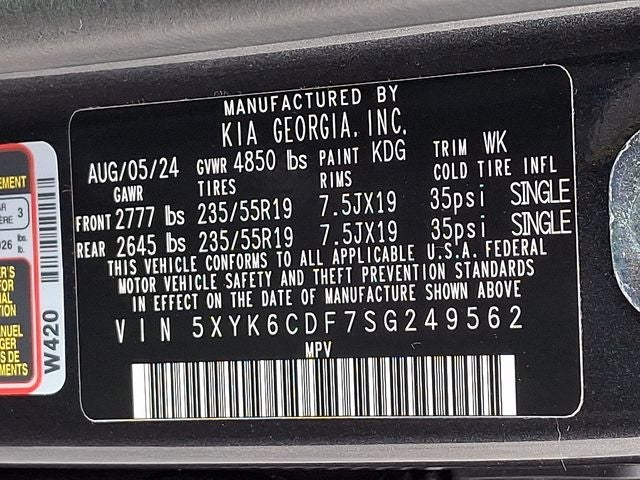 MANUFACTURED BY
KIA GEORGIA, INC.
AUG/05/24 GVWR 4850 lbs PAINT KDG TRIM WK
GAWR TIRES RIMS COLD TIRE INFL
FRONT 2777 lbs 235/55R19 7.5JX19 35psi SINGLE
REAR 2645 lbs 235/55R19 7.5JX19 35psi SINGLE
THIS VEHICLE CONFORMS TO ALL APPLICABLE U.S.A. FEDERAL
MOTOR VEHICLE SAFETY AND THEFT PREVENTION STANDARDS
IN EFFECT ON THE DATE OF MANUFACTURE SHOWN ABOVE
VIN 5XYK6CDF7SG249562
MPV
W420
3
lbs.